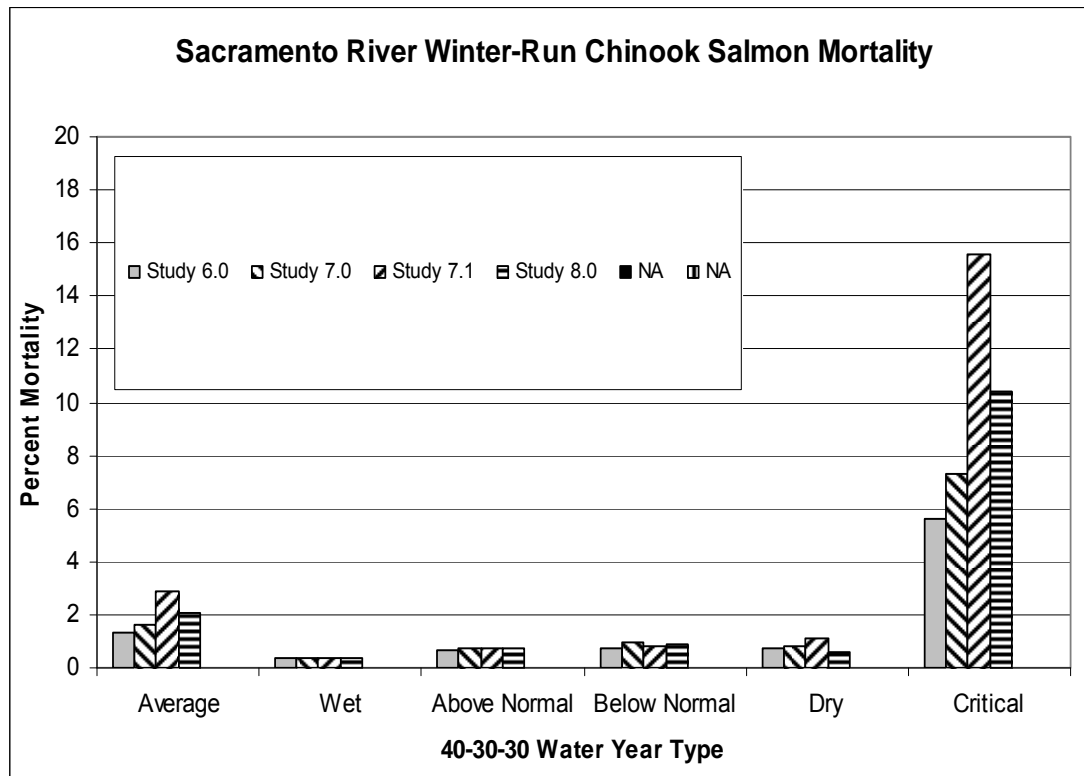 Sacramento River Winter-Run Chinook Salmon Mortality
20
18
16
14
12
10
8
6
4
2
0
Percent Mortality
Study 6.0 Study 7.0 Study 7.1 Study 8.0 NA NA
Average Wet Above Normal Below Normal Dry Critical
40-30-30 Water Year Type